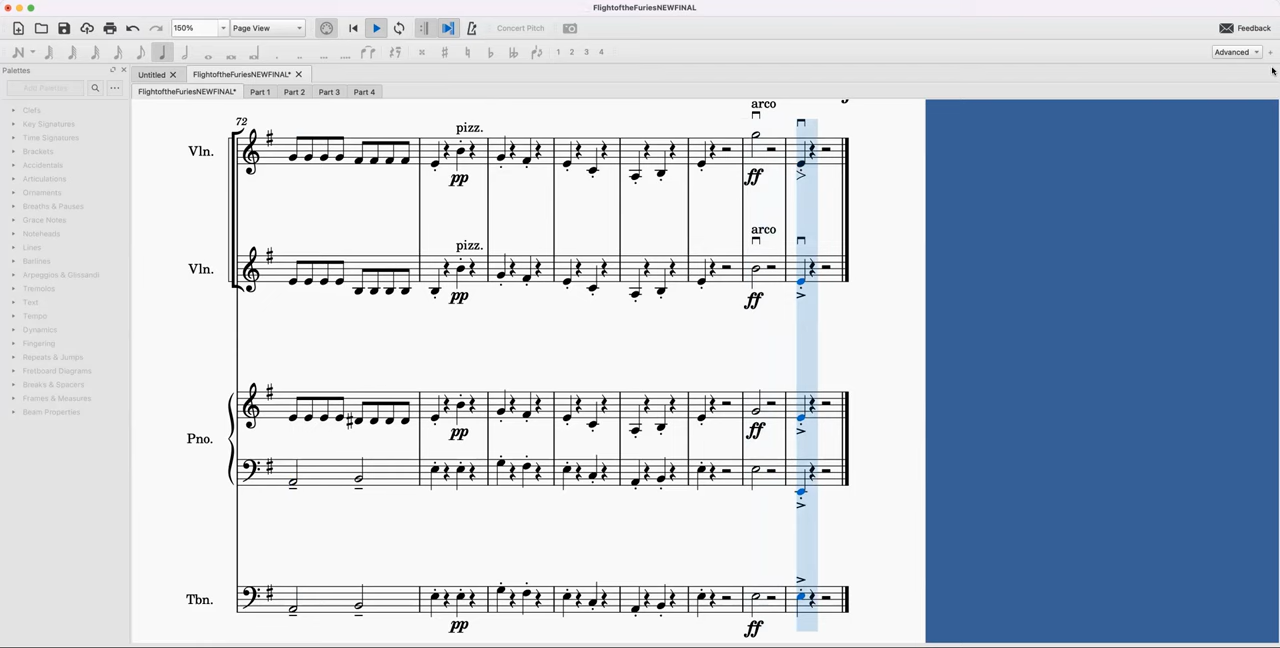 FlightoftheFuriesNEWFINAL
150% Page View Concert Pitch Feedback
1 2 3 4 Advanced +
Palettes
Untitled FlightoftheFuriesNEWFINAL*
Add Palettes
FlightoftheFuriesNEWFINAL* Part 1 Part 2 Part 3 Part 4
Clefs
Key Signatures
Time Signatures
Brackets
Accidentals
Articulations
Ornaments
Breaths & Pauses
Grace Notes
Noteheads
Lines
Barlines
Arpeggios & Glissandi
Tremolos
Text
Tempo
Dynamics
Fingering
Repeats & Jumps
Fretboard Diagrams
Breaks & Spacers
Frames & Measures
Beam Properties
arco
72
pizz.
Vln.
pp ff
arco
pizz.
Vln.
pp ff
pp ff
Pno.
Tbn.
pp ff